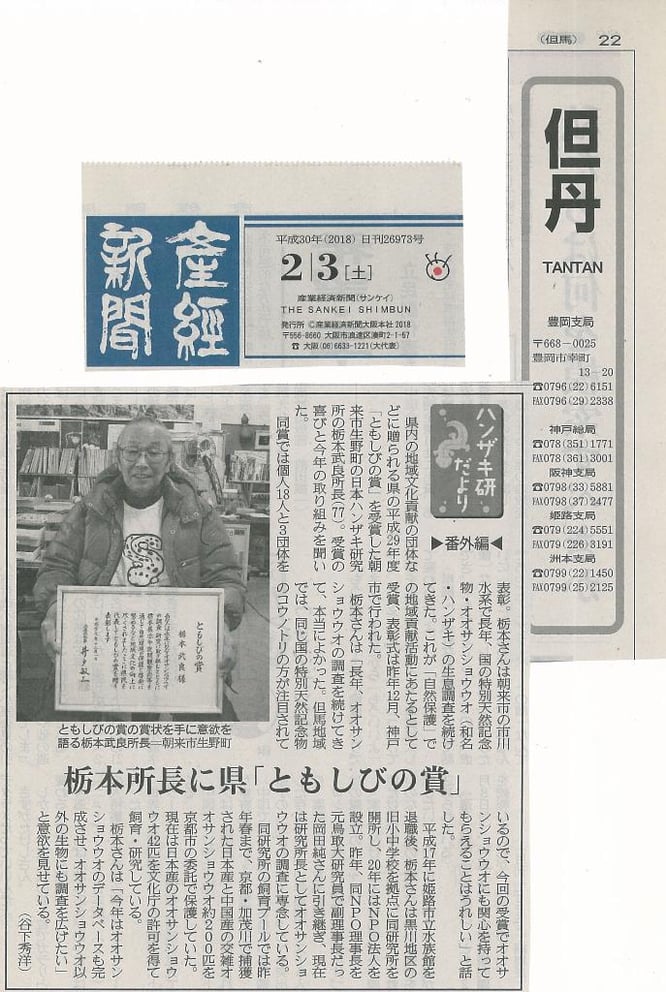 (但馬) 22
但丹
TANTAN
豊岡支局
〒668-0025
豊岡市幸町
13-20
☎0796(22)6151
FAX0796(29)2338
神戸総局
☎078(351)1771
FAX078(361)3001
阪神支局
☎0798(33)5881
FAX0798(37)2477
姫路支局
☎079(224)5551
FAX079(226)3191
洲本支局
☎0799(22)1450
FAX0799(25)2125
産經
新聞
平成30年(2018) 日刊26973号
2|3[土]
産業経済新聞(サンケイ)
THE SANKEI SHIMBUN
発行所 ©産業経済新聞大阪本社2018
〒556-8660 大阪市浪速区湊町2-1-57
☎ 大阪(06)6633-1221(大代表)
ハンザキ研
だより
▶番外編◀
県内の地域文化貢献の団体な
どに贈られる県の平成29年度
「ともしびの賞」を受賞した朝
来市生野町の日本ハンザキ研究
所の栃本武良所長(77)。受賞の
喜びと今年の取り組みを聞い
た。
同賞では個人18人と3団体を
表彰。栃本さんは朝来市の市川
水系で長年、国の特別天然記念
物・オオサンショウウオ(和名
・ハンザキ)の生息調査を続け
てきた。これが「自然保護」で
の地域貢献活動にあたるとして
受賞、表彰式は昨年12月、神戸
市で行われた。
栃本さんは「長年、オオサン
ショウウオの調査を続けてき
て、本当によかった。但馬地域
では、同じ国の特別天然記念物
のコウノトリの方が注目されて
ともしびの賞
栃本武良様
ともしびの賞の賞状を手に意欲を
語る栃本武良所長=朝来市生野町
栃本所長に県「ともしびの賞」
いるので、今回の受賞でオオサ
ンショウウオにも関心を持って
もらえることはうれしい」と話
した。
平成17年に姫路市立水族館を
退職後、栃本さんは黒川地区の
旧小中学校を拠点に同研究所を
開所し、20年にはNPO法人を
設立。昨年、同NPO理事長を
元鳥取大研究員で副理事長だっ
た岡田純さんに引き継ぎ、現在
は研究所長としてオオサンショ
ウウオの調査に専念している。
同研究所の飼育プールでは昨
年春まで、京都・加茂川で捕獲
された日本産と中国産の交雑オ
オサンショウウオ約200匹を
京都市の委託で保護していた。
現在は日本産のオオサンショウ
ウオ42匹を文化庁の許可を得て
飼育・研究している。
栃本さんは「今年はオオサン
ショウウオのデータベースも完
成させ、オオサンショウウオ以
外の生物にも調査を広げたい」
と意欲を見せている。
(谷下秀洋)